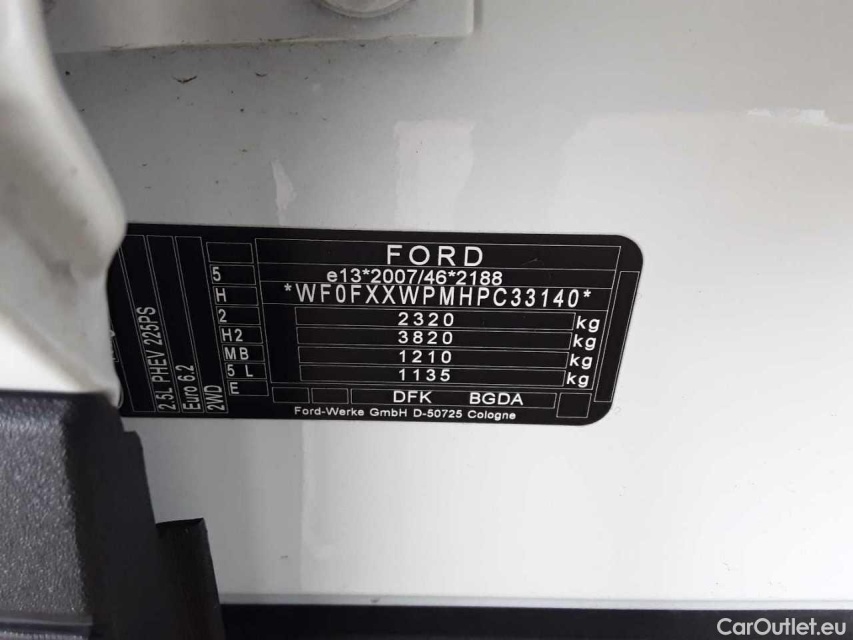 FORD
e13*2007/46*2188
*WF0FXXWPMHPC33140*
2320 kg
3820 kg
1210 kg
1135 kg
DFK BGDA
Ford-Werke GmbH D-50725 Cologne
5
H
2
H2
MB
5 L
E
2.5L PHEV 225PS
Euro 6.2
2WD
CarOutlet.eu